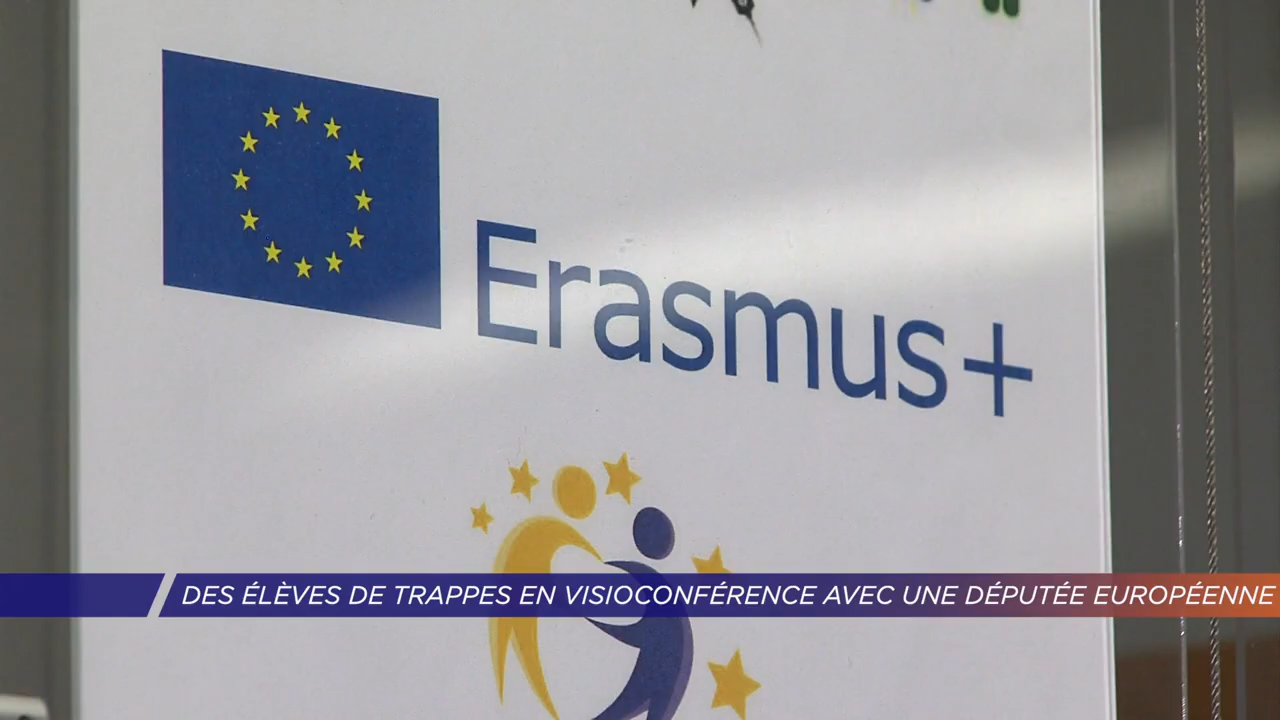 Erasmus+
DES ÉLÈVES DE TRAPPES EN VISIOCONFÉRENCE AVEC UNE DÉPUTÉE EUROPÉENNE